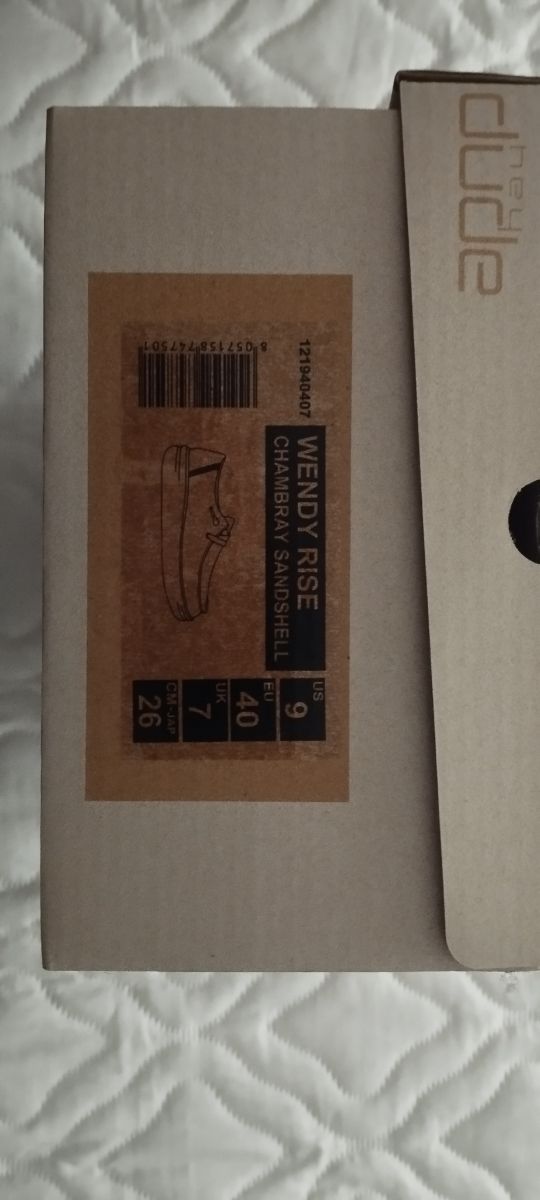 hey
dude
121940407
8 057158 747501
WENDY RISE
CHAMBRAY SANDSHELL
US
9
EU
40
UK
7
CM-JAP
26